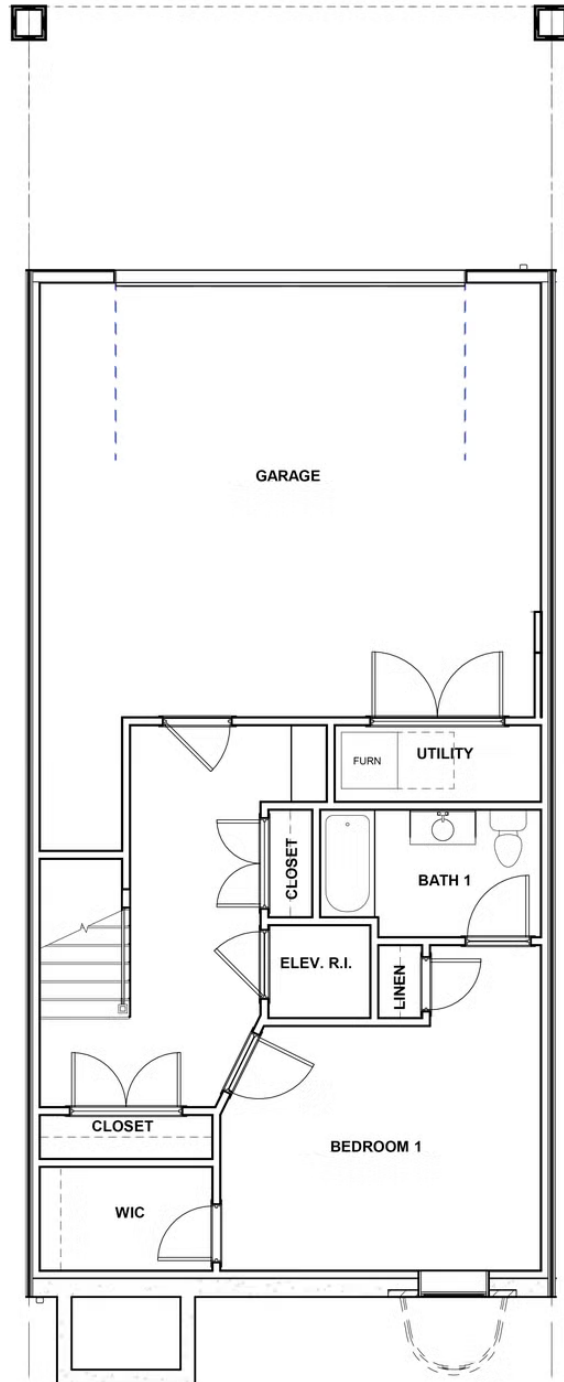 GARAGE
UTILITY
FURN
CLOSET
BATH 1
ELEV. R.I.
LINEN
CLOSET
BEDROOM 1
WIC